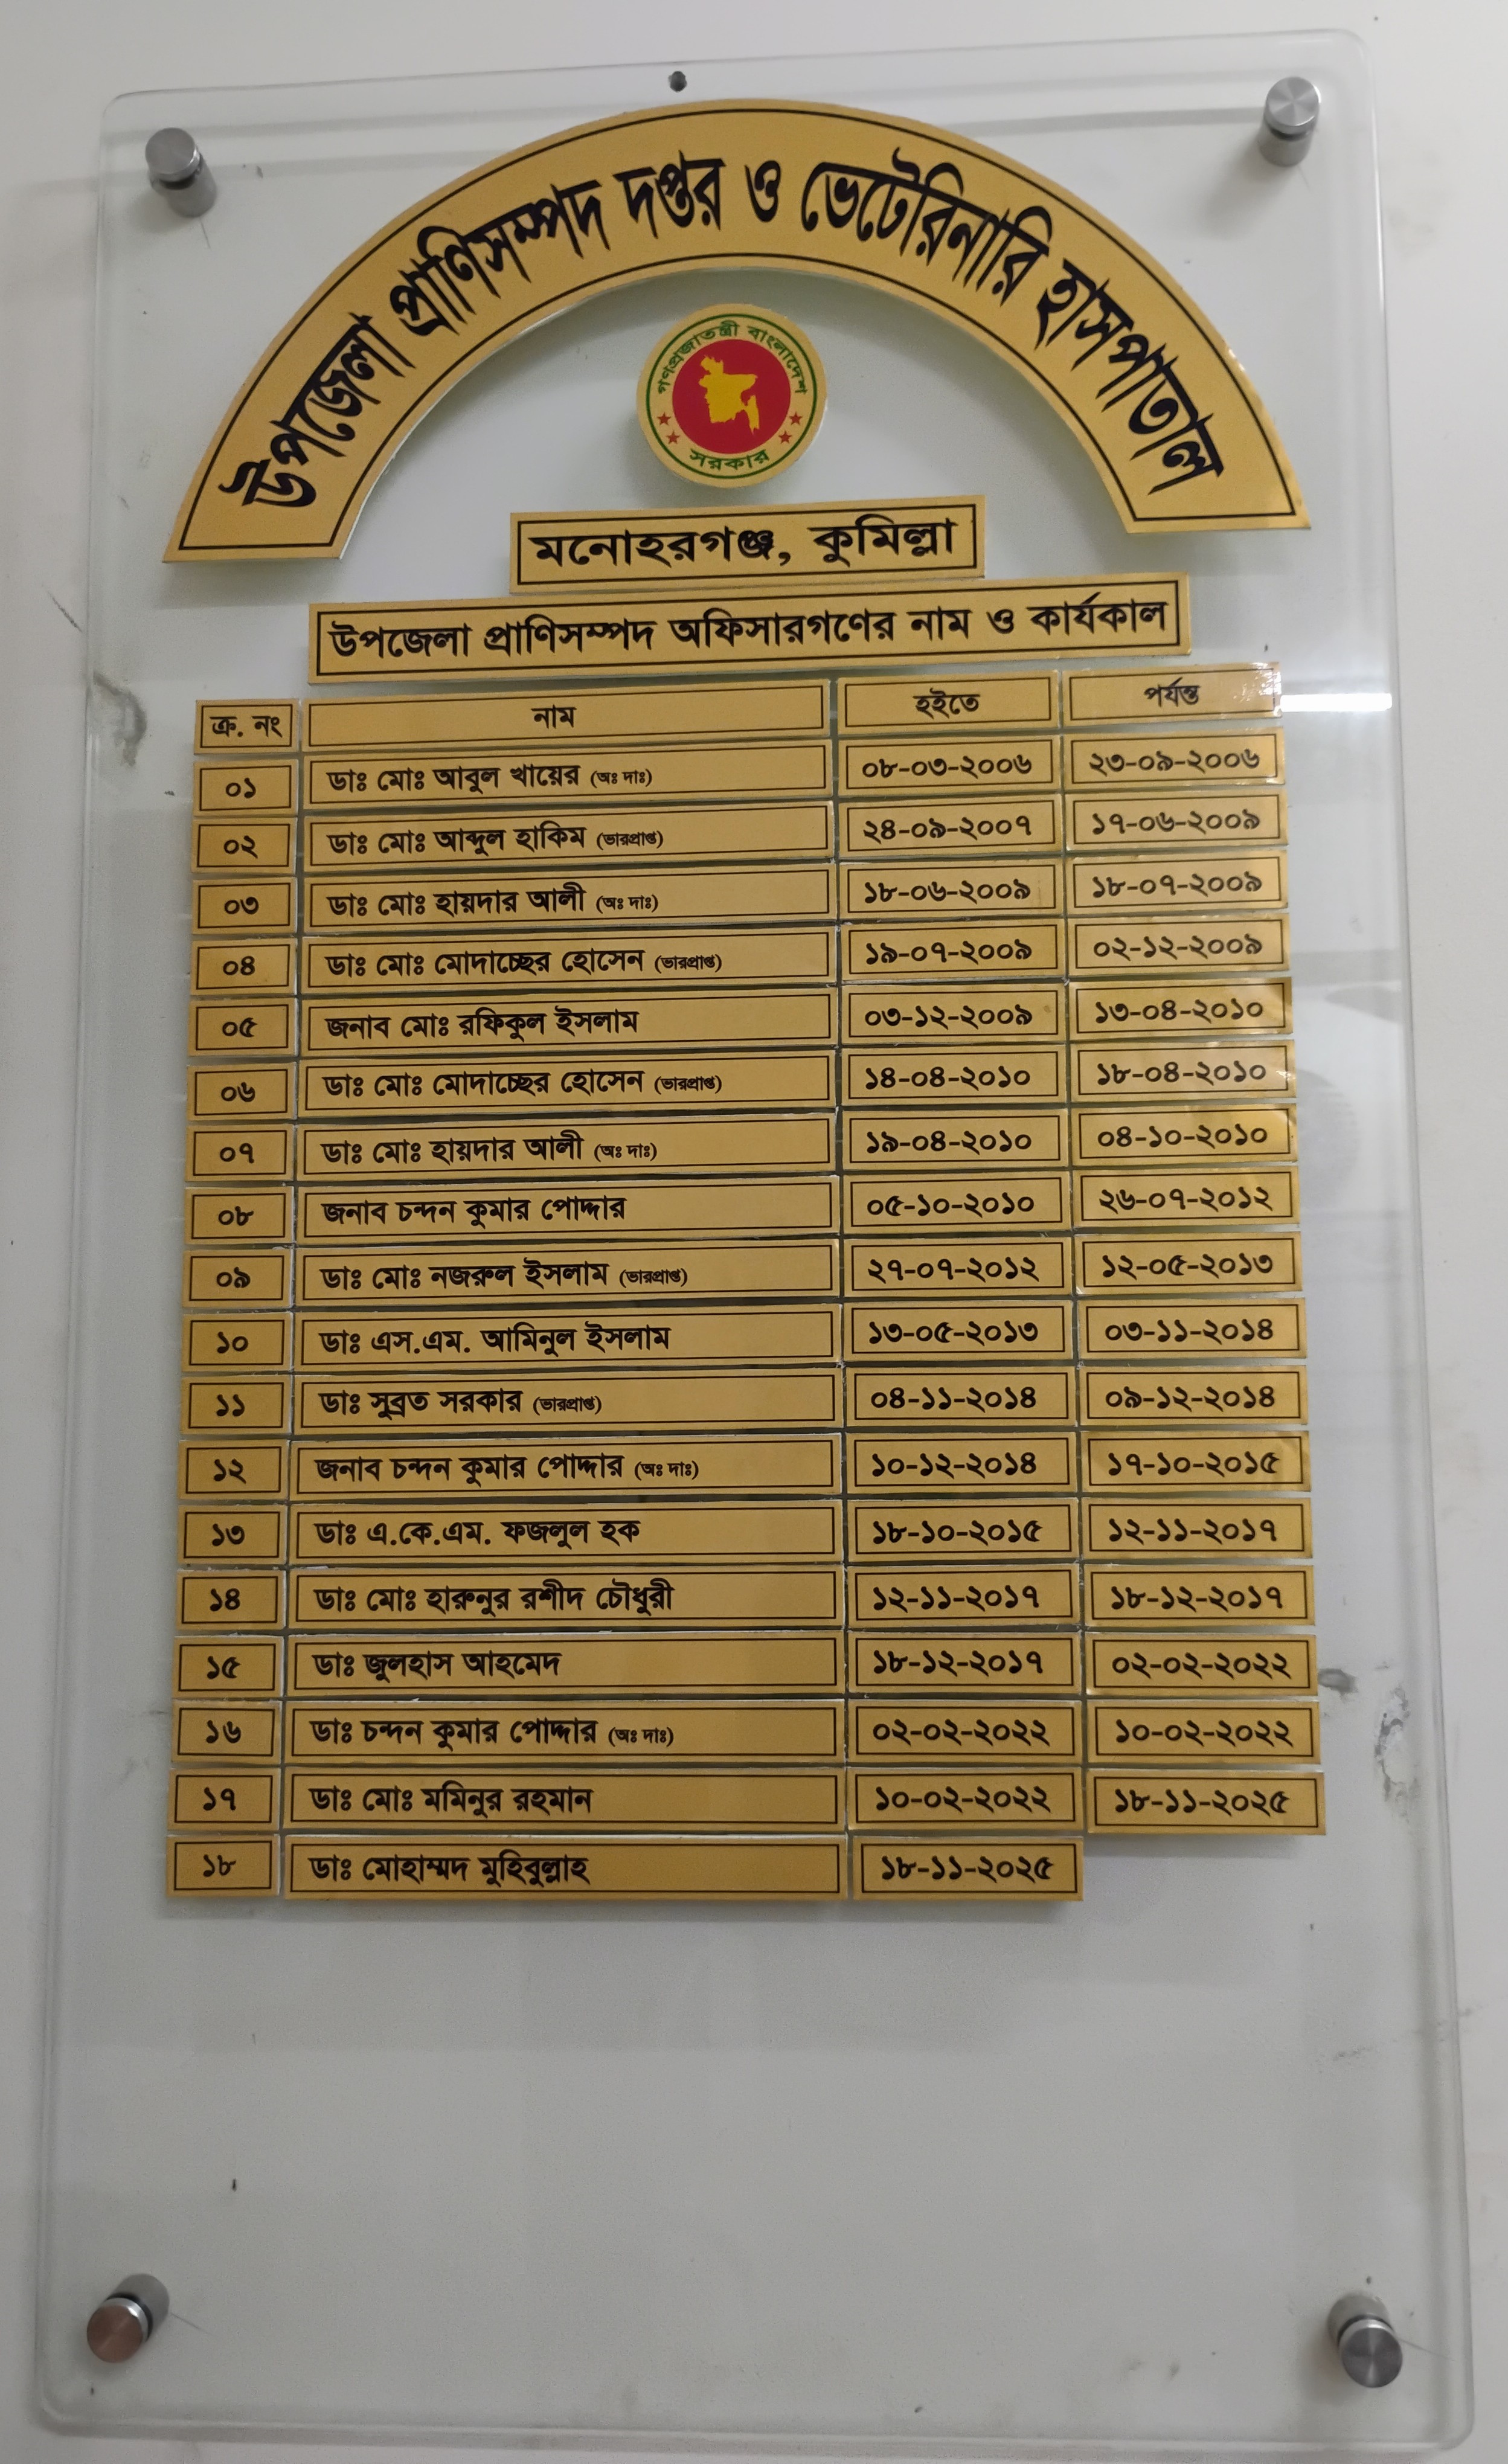 উপজেলা প্রাণিসম্পদ দপ্তর ও ভেটেরিনারি হাসপাতাল
গণপ্রজাতন্ত্রী বাংলাদেশ
সরকার
মনোহরগঞ্জ, কুমিল্লা
উপজেলা প্রাণিসম্পদ অফিসারগণের নাম ও কার্যকাল
ক্র. নং নাম হইতে পর্যন্ত
০১ ডাঃ মোঃ আবুল খায়ের (অঃ দাঃ) ০৮-০৩-২০০৬ ২৩-০৯-২০০৬
০২ ডাঃ মোঃ আব্দুল হাকিম (ভারপ্রাপ্ত) ২৪-০৯-২০০৭ ১৭-০৬-২০০৯
০৩ ডাঃ মোঃ হায়দার আলী (অঃ দাঃ) ১৮-০৬-২০০৯ ১৮-০৭-২০০৯
০৪ ডাঃ মোঃ মোদাচ্ছের হোসেন (ভারপ্রাপ্ত) ১৯-০৭-২০০৯ ০২-১২-২০০৯
০৫ জনাব মোঃ রফিকুল ইসলাম ০৩-১২-২০০৯ ১৩-০৪-২০১০
০৬ ডাঃ মোঃ মোদাচ্ছের হোসেন (ভারপ্রাপ্ত) ১৪-০৪-২০১০ ১৮-০৪-২০১০
০৭ ডাঃ মোঃ হায়দার আলী (অঃ দাঃ) ১৯-০৪-২০১০ ০৪-১০-২০১০
০৮ জনাব চন্দন কুমার পোদ্দার ০৫-১০-২০১০ ২৬-০৭-২০১২
০৯ ডাঃ মোঃ নজরুল ইসলাম (ভারপ্রাপ্ত) ২৭-০৭-২০১২ ১২-০৫-২০১৩
১০ ডাঃ এস.এম. আমিনুল ইসলাম ১৩-০৫-২০১৩ ০৩-১১-২০১৪
১১ ডাঃ সুব্রত সরকার (ভারপ্রাপ্ত) ০৪-১১-২০১৪ ০৯-১২-২০১৪
১২ জনাব চন্দন কুমার পোদ্দার (অঃ দাঃ) ১০-১২-২০১৪ ১৭-১০-২০১৫
১৩ ডাঃ এ.কে.এম. ফজলুল হক ১৮-১০-২০১৫ ১২-১১-২০১৭
১৪ ডাঃ মোঃ হারুনুর রশীদ চৌধুরী ১২-১১-২০১৭ ১৮-১২-২০১৭
১৫ ডাঃ জুলহাস আহমেদ ১৮-১২-২০১৭ ০২-০২-২০২২
১৬ ডাঃ চন্দন কুমার পোদ্দার (অঃ দাঃ) ০২-০২-২০২২ ১০-০২-২০২২
১৭ ডাঃ মোঃ মমিনুর রহমান ১০-০২-২০২২ ১৮-১১-২০২৫
১৮ ডাঃ মোহাম্মদ মুহিবুল্লাহ ১৮-১১-২০২৫